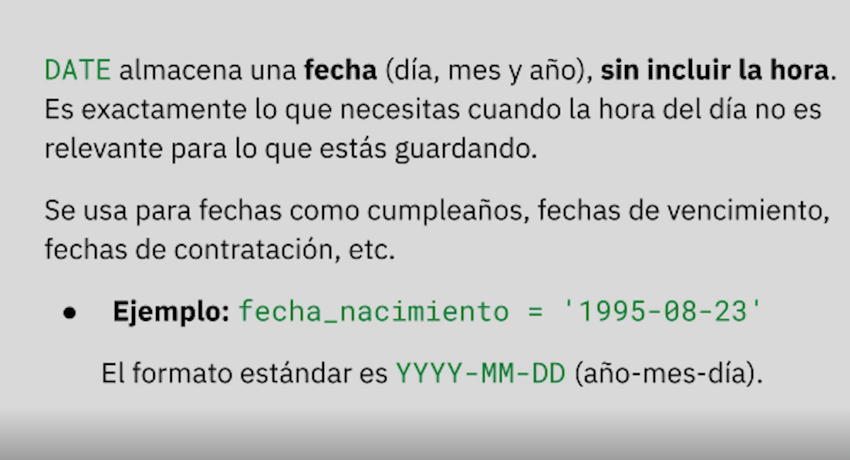 DATE almacena una fecha (día, mes y año), sin incluir la hora.
Es exactamente lo que necesitas cuando la hora del día no es
relevante para lo que estás guardando.
Se usa para fechas como cumpleaños, fechas de vencimiento,
fechas de contratación, etc.
● Ejemplo: fecha_nacimiento = '1995-08-23'
El formato estándar es YYYY-MM-DD (año-mes-día).